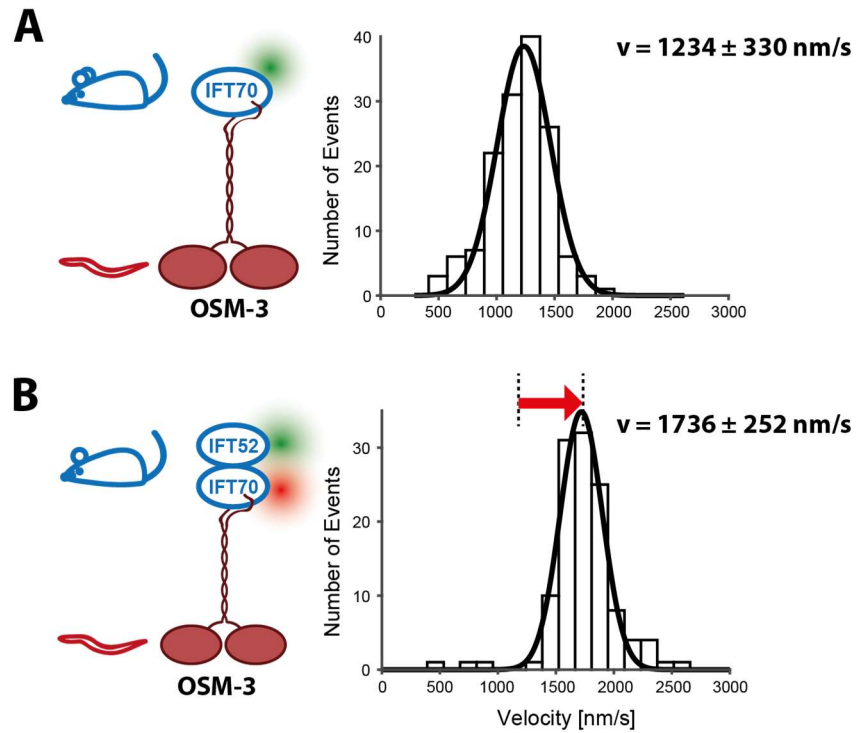 A
IFT70
OSM-3
v = 1234 ± 330 nm/s
Number of Events
40
30
20
10
0
0 500 1000 1500 2000 2500 3000
B
IFT52
IFT70
OSM-3
v = 1736 ± 252 nm/s
Number of Events
30
20
10
0
0 500 1000 1500 2000 2500 3000
Velocity [nm/s]